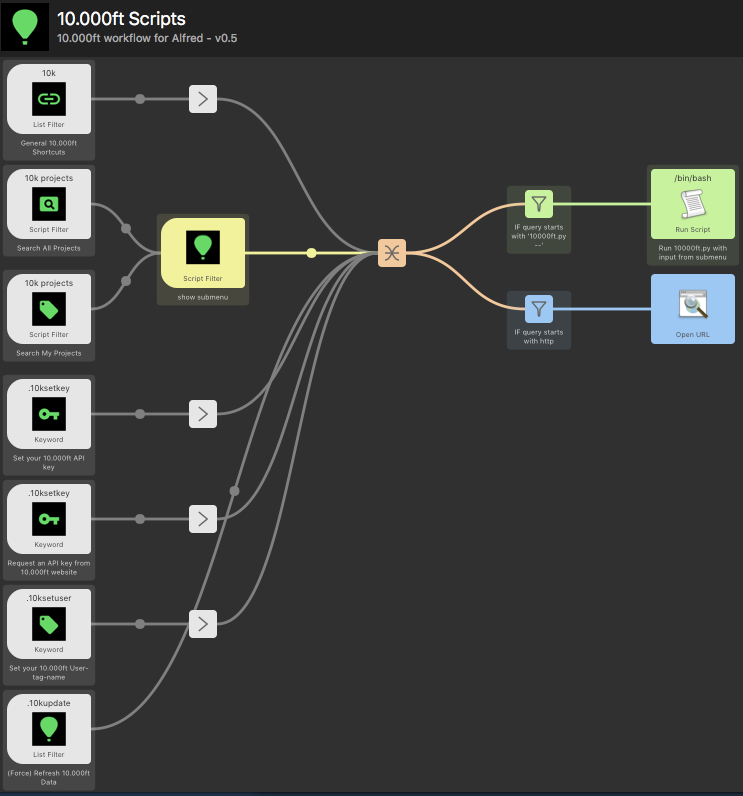 10.000ft Scripts
10.000ft workflow for Alfred - v0.5
10k
List Filter
General 10.000ft
Shortcuts
10k projects
Script Filter
Search All Projects
10k projects
Script Filter
Search My Projects
Script Filter
show submenu
.10ksetkey
Keyword
Set your 10.000ft API
key
.10ksetkey
Keyword
Request an API key from
10.000ft website
.10ksetuser
Keyword
Set your 10.000ft User-
tag-name
.10kupdate
List Filter
(Force) Refresh 10.000ft
Data
IF query starts
with '10000ft.py
--'
/bin/bash
Run Script
Run 10000ft.py with
input from submenu
IF query starts
with http
Open URL